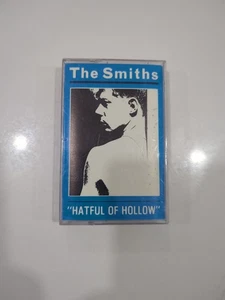 The Smiths
"HATFUL OF HOLLOW"